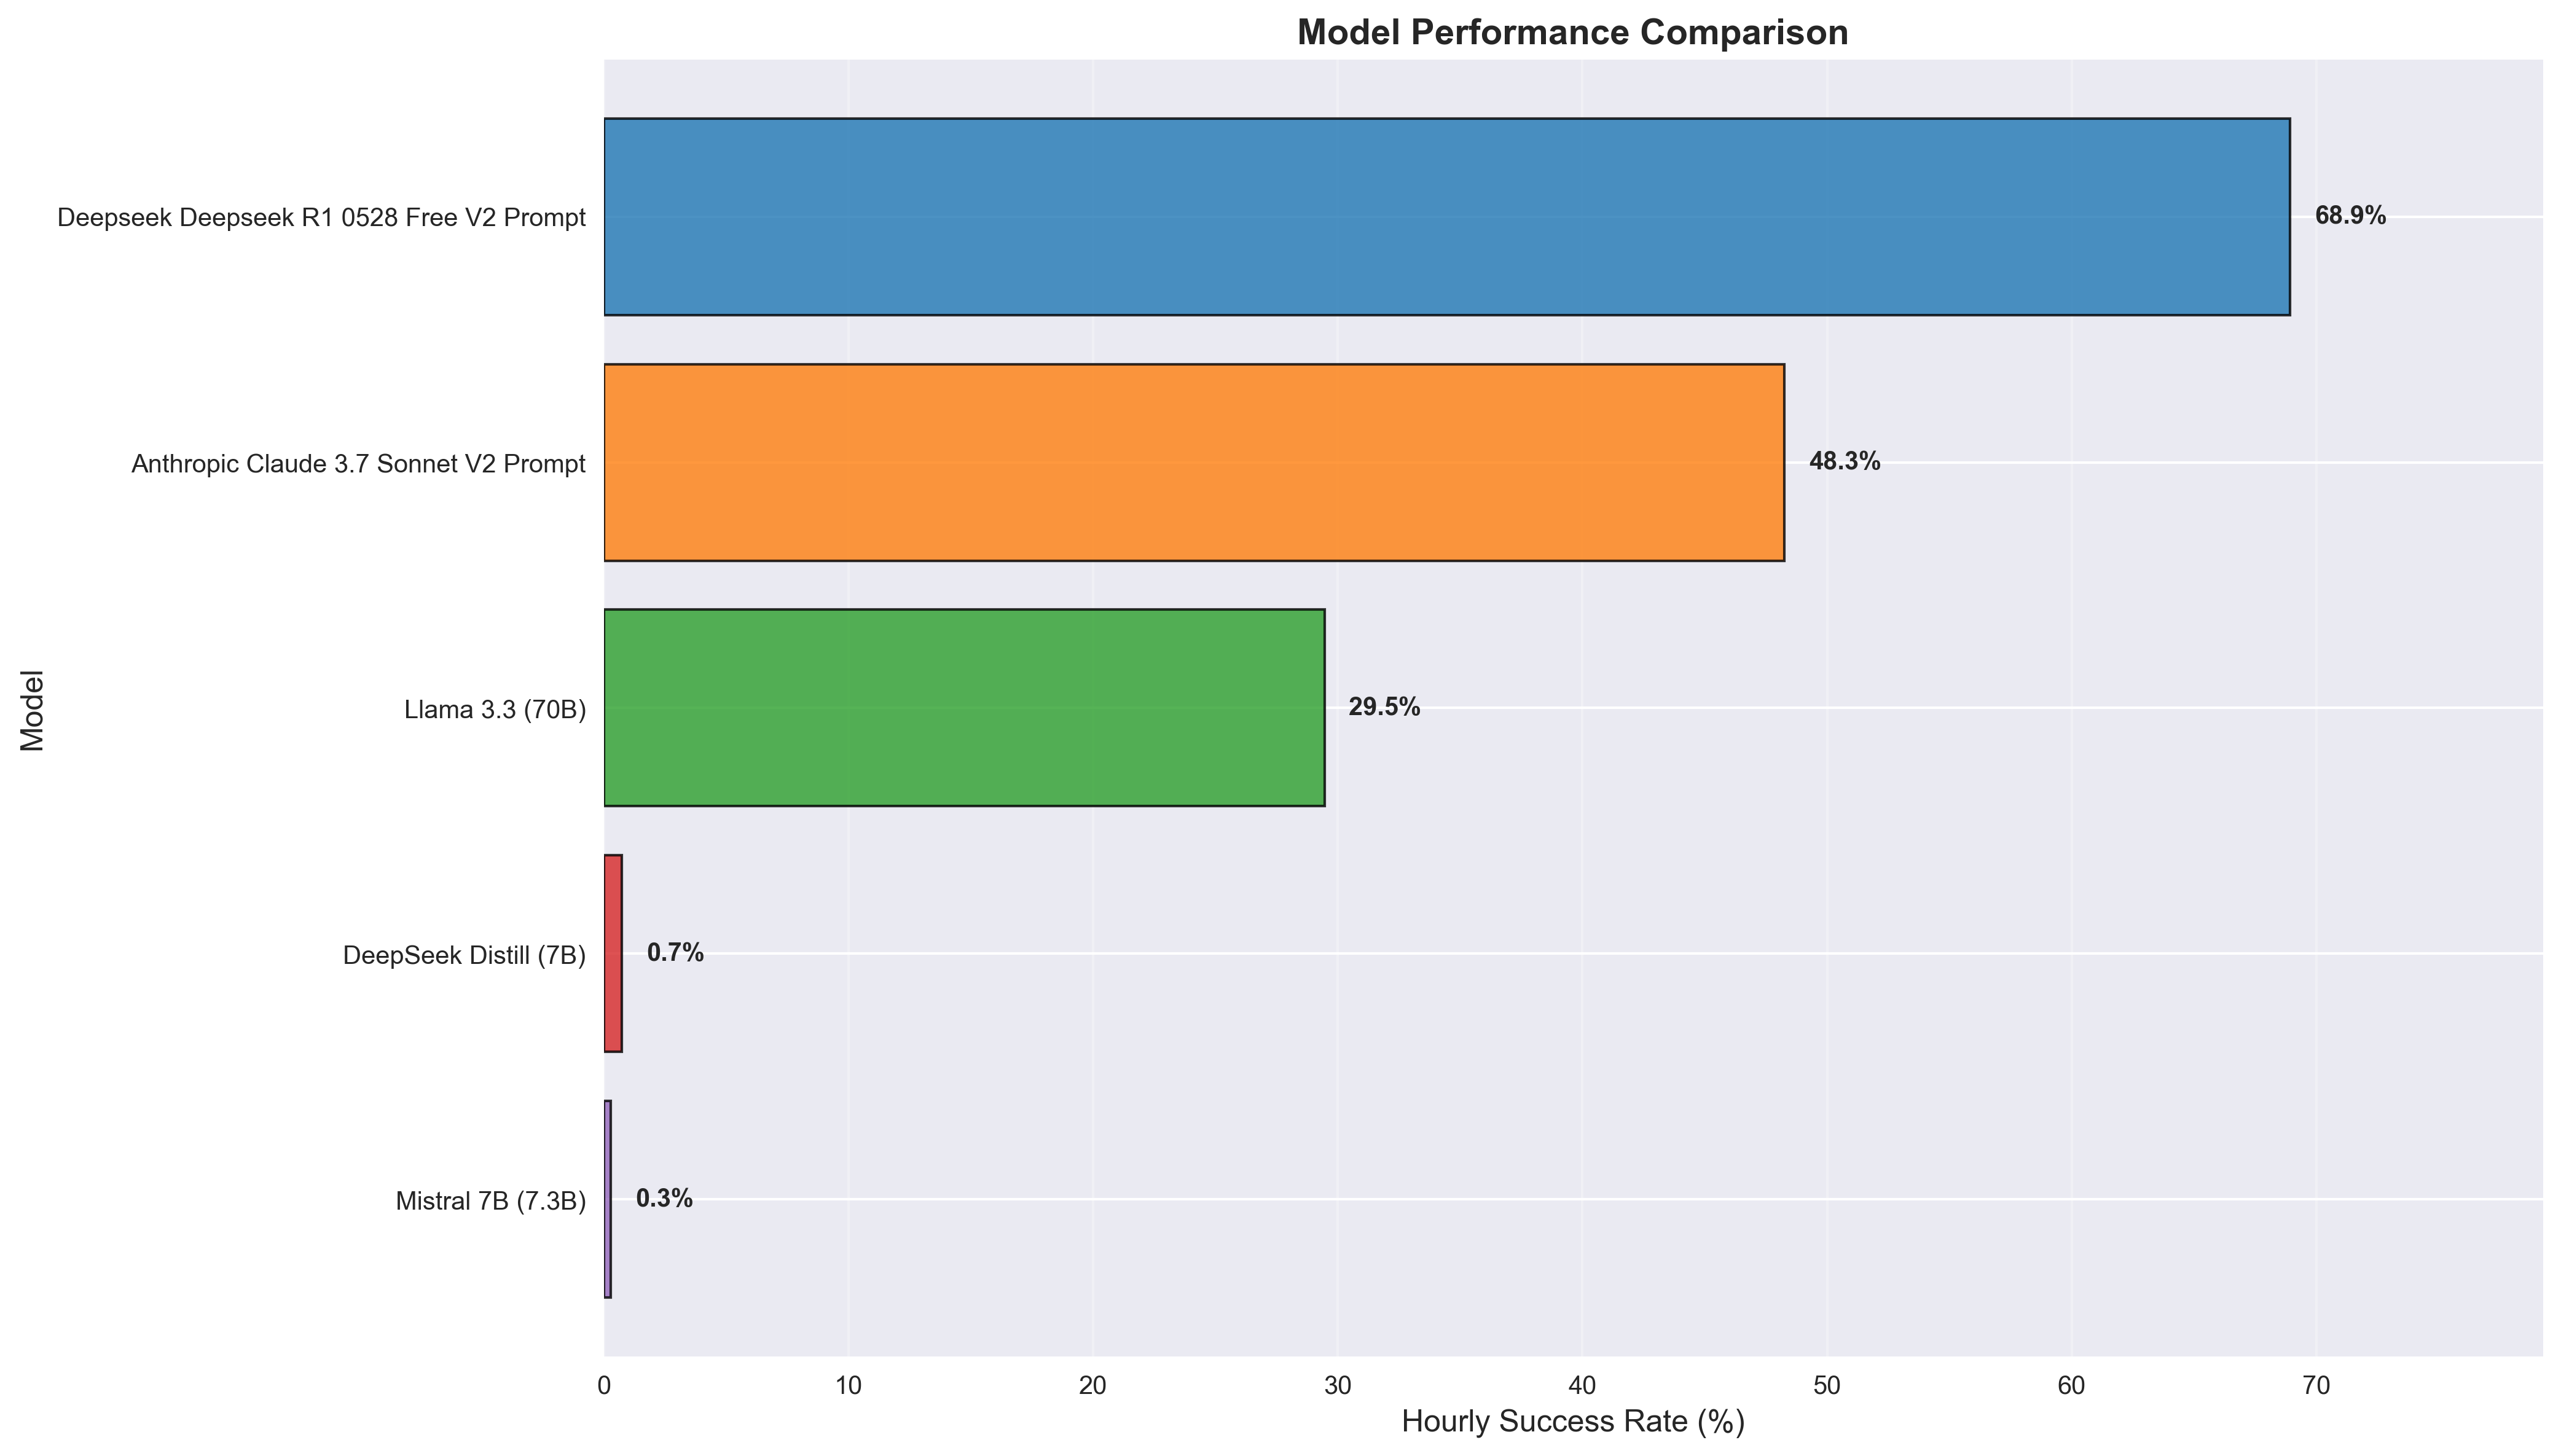 Model Performance Comparison
Deepseek Deepseek R1 0528 Free V2 Prompt
68.9%
Anthropic Claude 3.7 Sonnet V2 Prompt
48.3%
Llama 3.3 (70B)
29.5%
DeepSeek Distill (7B)
0.7%
Mistral 7B (7.3B)
0.3%
Model
0 10 20 30 40 50 60 70
Hourly Success Rate (%)